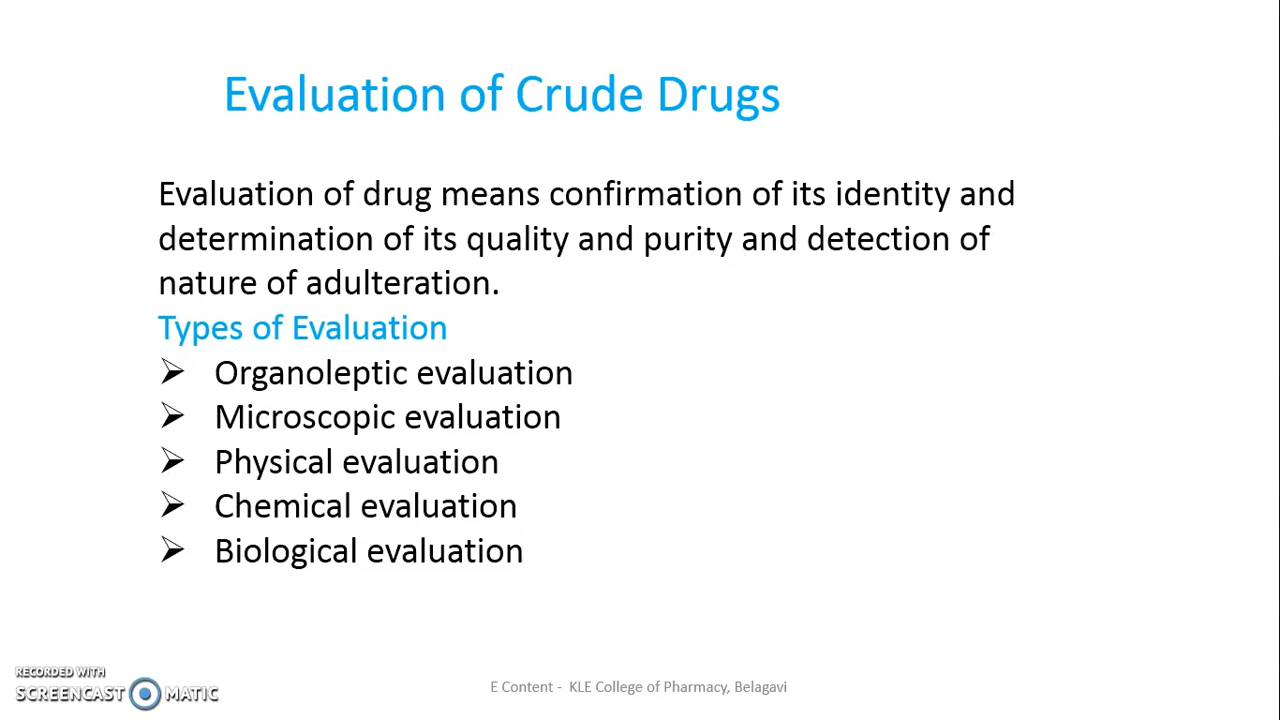 Evaluation of Crude Drugs
Evaluation of drug means confirmation of its identity and
determination of its quality and purity and detection of
nature of adulteration.
Types of Evaluation
➢ Organoleptic evaluation
➢ Microscopic evaluation
➢ Physical evaluation
➢ Chemical evaluation
➢ Biological evaluation
RECORDED WITH
SCREENCAST MATIC
E Content - KLE College of Pharmacy, Belagavi